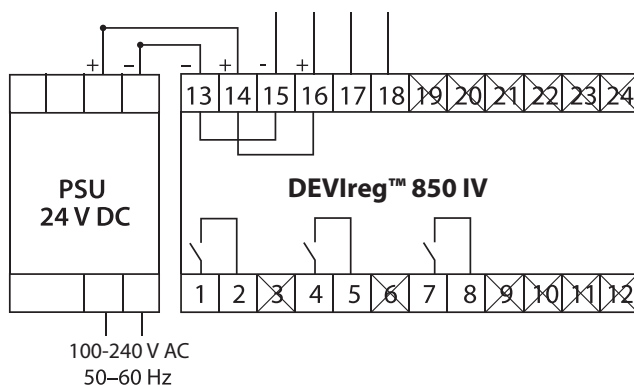 + – – + - +
13 14 15 16 17 18 19 20 21 22 23 24
PSU
24 V DC
DEVIreg™ 850 IV
1 2 3 4 5 6 7 8 9 10 11 12
100-240 V AC
50–60 Hz